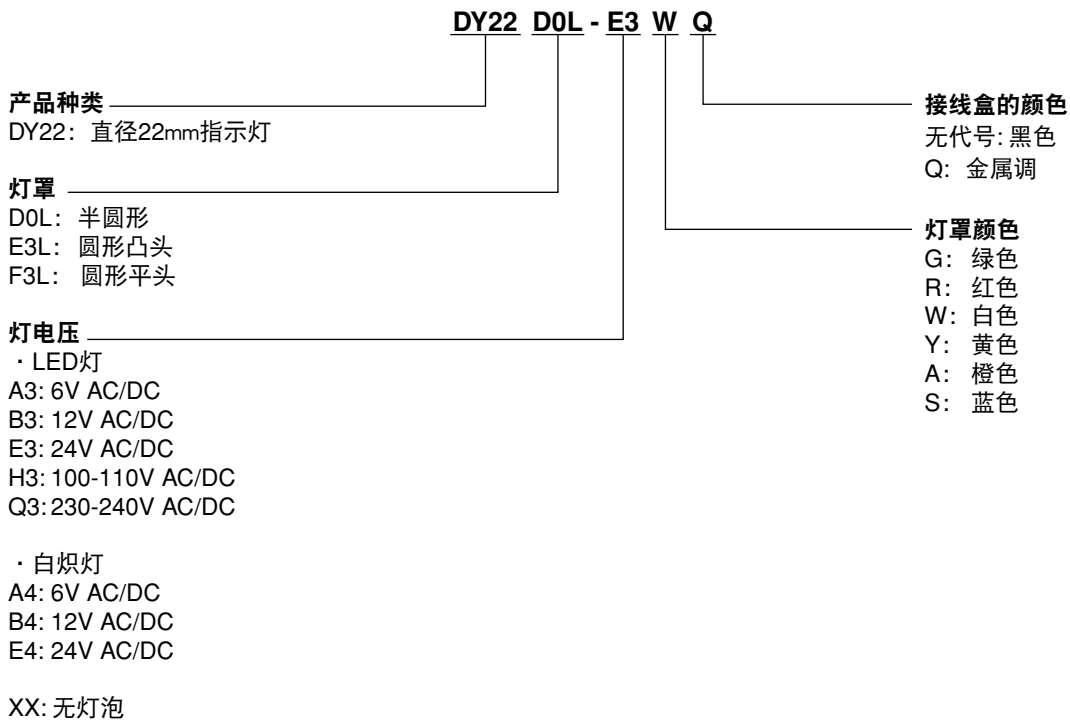 DY22 D0L - E3 W Q
产品种类
DY22：直径22mm指示灯
灯罩
D0L： 半圆形
E3L： 圆形凸头
F3L： 圆形平头
灯电压
・LED灯
A3: 6V AC/DC
B3: 12V AC/DC
E3: 24V AC/DC
H3: 100-110V AC/DC
Q3: 230-240V AC/DC
・白炽灯
A4: 6V AC/DC
B4: 12V AC/DC
E4: 24V AC/DC
XX: 无灯泡
接线盒的颜色
无代号: 黑色
Q: 金属调
灯罩颜色
G： 绿色
R： 红色
W： 白色
Y： 黄色
A： 橙色
S： 蓝色